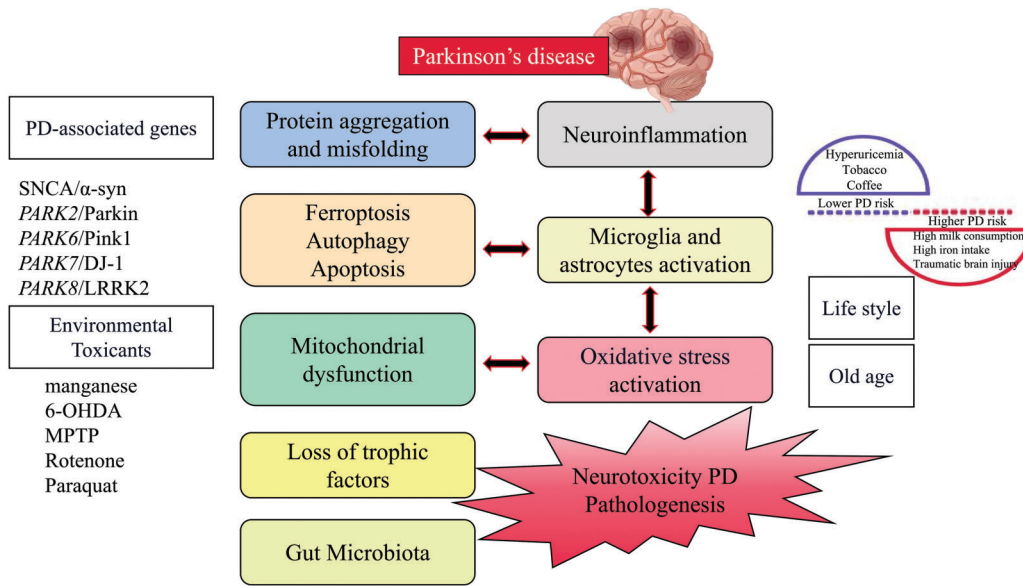 Parkinson's disease
PD-associated genes
SNCA/α-syn
PARK2/Parkin
PARK6/Pink1
PARK7/DJ-1
PARK8/LRRK2
Environmental
Toxicants
manganese
6-OHDA
MPTP
Rotenone
Paraquat
Protein aggregation
and misfolding
Neuroinflammation
Ferroptosis
Autophagy
Apoptosis
Microglia and
astrocytes activation
Mitochondrial
dysfunction
Oxidative stress
activation
Loss of trophic
factors
Gut Microbiota
Neurotoxicity PD
Pathologenesis
Hyperuricemia
Tobacco
Coffee
Lower PD risk
Higher PD risk
High milk consumption
High iron intake
Traumatic brain injury
Life style
Old age